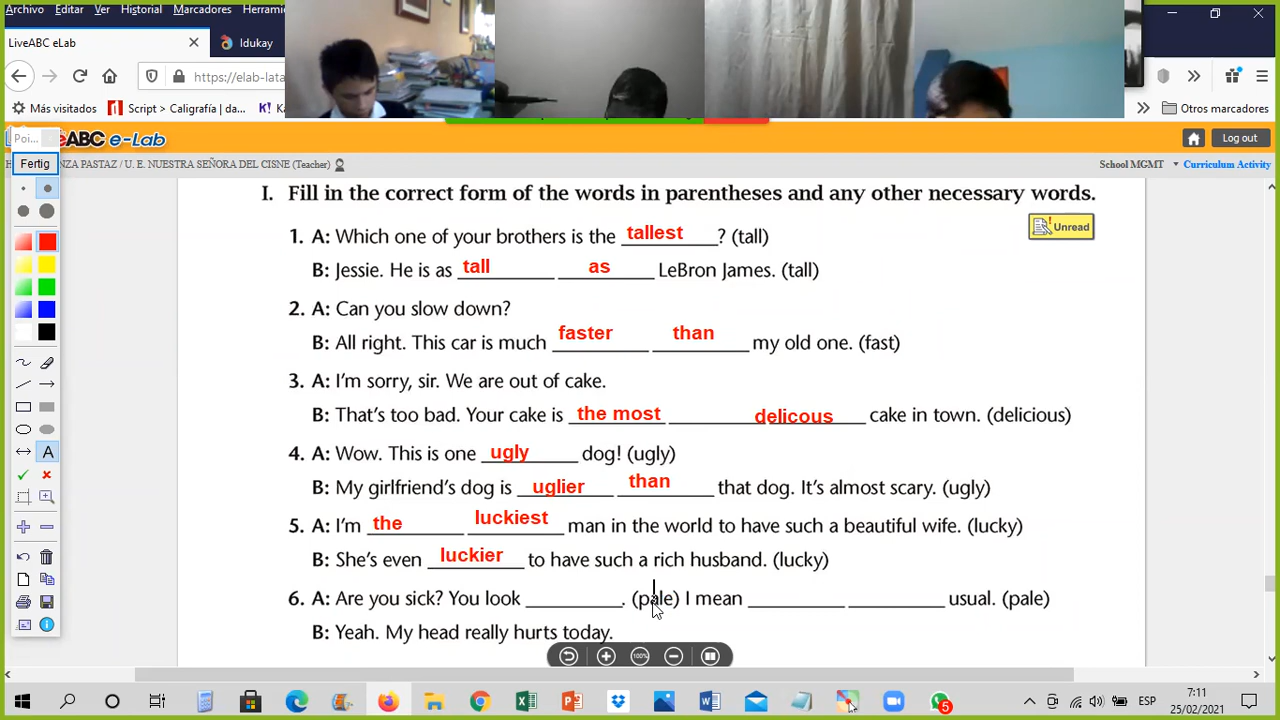 Archivo Editar Ver Historial Marcadores Herramie
LiveABC eLab
Idukay
https://elab-lata
Más visitados Script > Caligrafía | da...
Otros marcadores
Poi...
eABC e-Lab
Log out
Fertig
NZA PASTAZ / U. E. NUESTRA SEÑORA DEL CISNE (Teacher)
School MGMT Curriculum Activity
I. Fill in the correct form of the words in parentheses and any other necessary words.
Unread
1. A: Which one of your brothers is the tallest ? (tall)
B: Jessie. He is as tall as LeBron James. (tall)
2. A: Can you slow down?
B: All right. This car is much faster than my old one. (fast)
3. A: I'm sorry, sir. We are out of cake.
B: That's too bad. Your cake is the most delicous cake in town. (delicious)
4. A: Wow. This is one ugly dog! (ugly)
B: My girlfriend's dog is uglier than that dog. It's almost scary. (ugly)
5. A: I'm the luckiest man in the world to have such a beautiful wife. (lucky)
B: She's even luckier to have such a rich husband. (lucky)
6. A: Are you sick? You look __________. (pale) I mean __________ __________ usual. (pale)
B: Yeah. My head really hurts today.
100%
ESP
7:11
25/02/2021
5